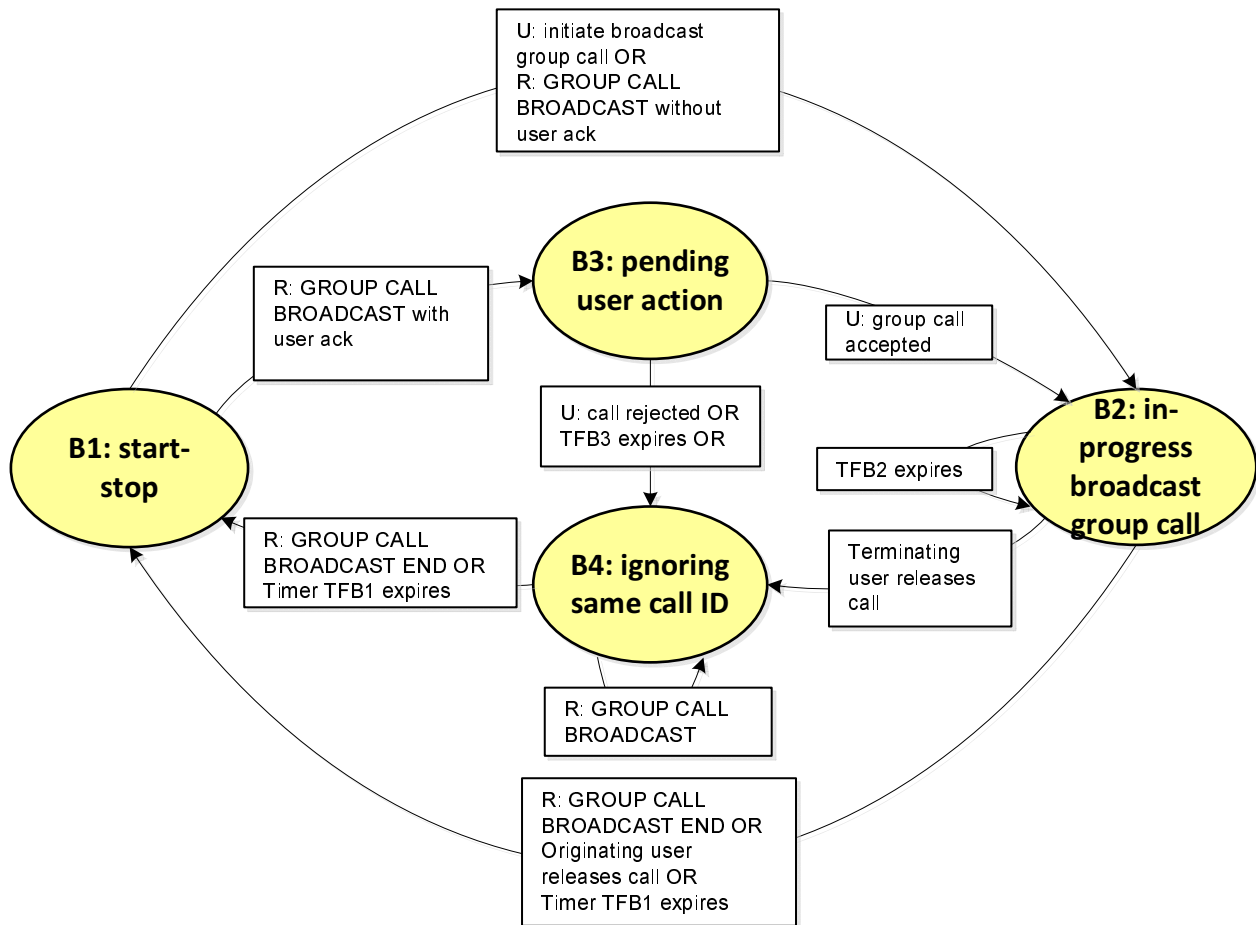 U: initiate broadcast
group call OR
R: GROUP CALL
BROADCAST without
user ack
B3: pending
user action
R: GROUP CALL
BROADCAST with
user ack
U: group call
accepted
B1: start-
stop
U: call rejected OR
TFB3 expires OR
B2: in-
progress
broadcast
group call
TFB2 expires
R: GROUP CALL
BROADCAST END OR
Timer TFB1 expires
B4: ignoring
same call ID
Terminating
user releases
call
R: GROUP CALL
BROADCAST
R: GROUP CALL
BROADCAST END OR
Originating user
releases call OR
Timer TFB1 expires